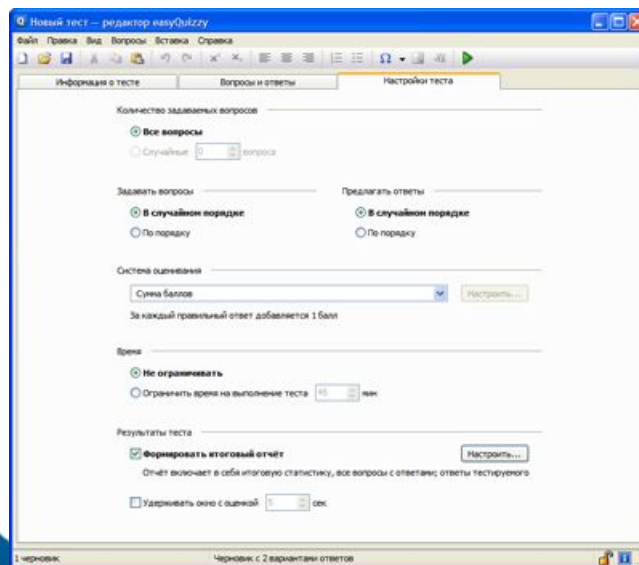 Новый тест — редактор easyQuizzy
Файл Правка Вид Вопросы Вставка Справка
Информация о тесте Вопросы и ответы Настройки теста
Количество задаваемых вопросов
Все вопросы
Случайные 0 вопроса
Задавать вопросы Предлагать ответы
В случайном порядке В случайном порядке
По порядку По порядку
Система оценивания
Сумма баллов Настроить...
За каждый правильный ответ добавляется 1 балл
Время
Не ограничивать
Ограничить время на выполнение теста 45 мин
Результаты теста
Формировать итоговый отчёт Настроить...
Отчёт включает в себя итоговую статистику, все вопросы с ответами; ответы тестируемого
Удерживать окно с оценкой 5 сек
1 черновик Черновик с 2 вариантами ответов